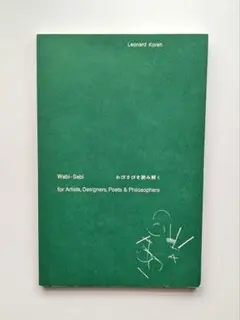 Leonard Koren
Wabi-Sabi わびさびを読み解く
for Artists, Designers, Poets & Philosophers